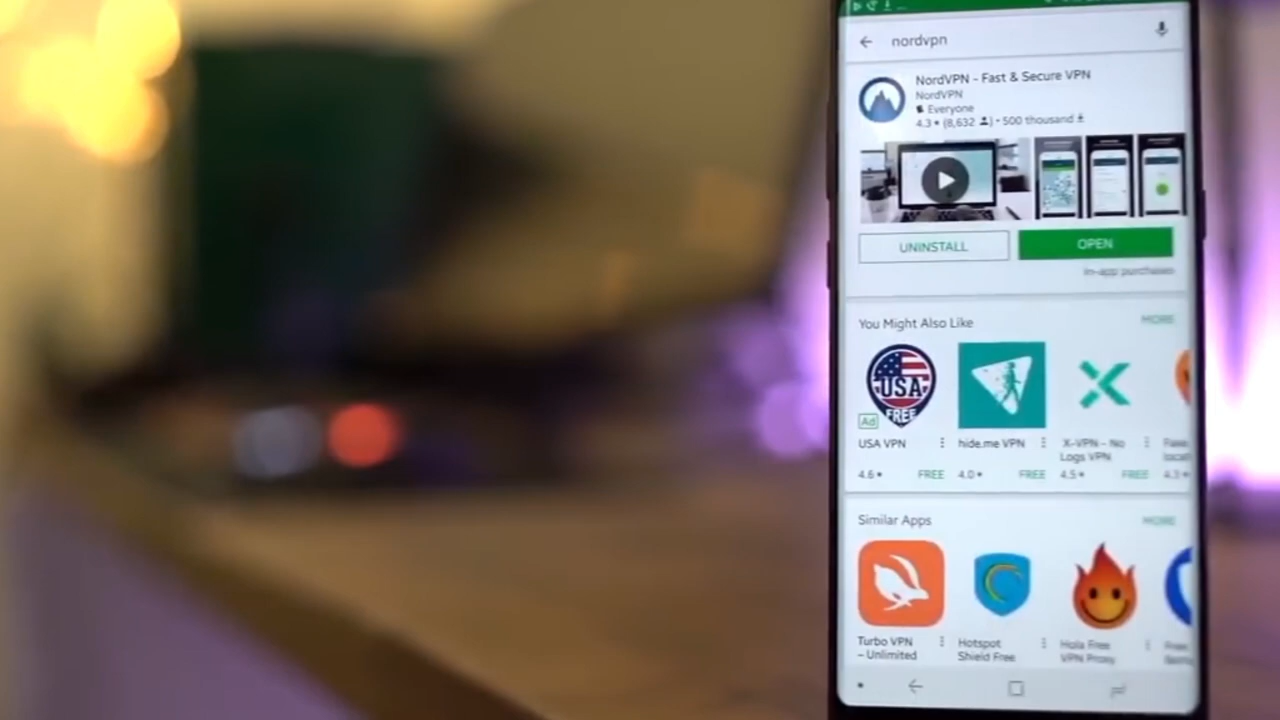 nordvpn
NordVPN - Fast & Secure VPN
NordVPN
Everyone
4.3 ★ (8,632 ) • 500 thousand
UNINSTALL
OPEN
In-app purchases
You Might Also Like
MORE
USA
FREE
Ad
USA VPN
hide.me VPN
X-VPN - No
Logs VPN
4.6 ★
FREE
4.0 ★
FREE
4.5 ★
FREE
4.3 ★
Similar Apps
MORE
Turbo VPN
– Unlimited
Hotspot
Shield Free
Hola Free
VPN Proxy